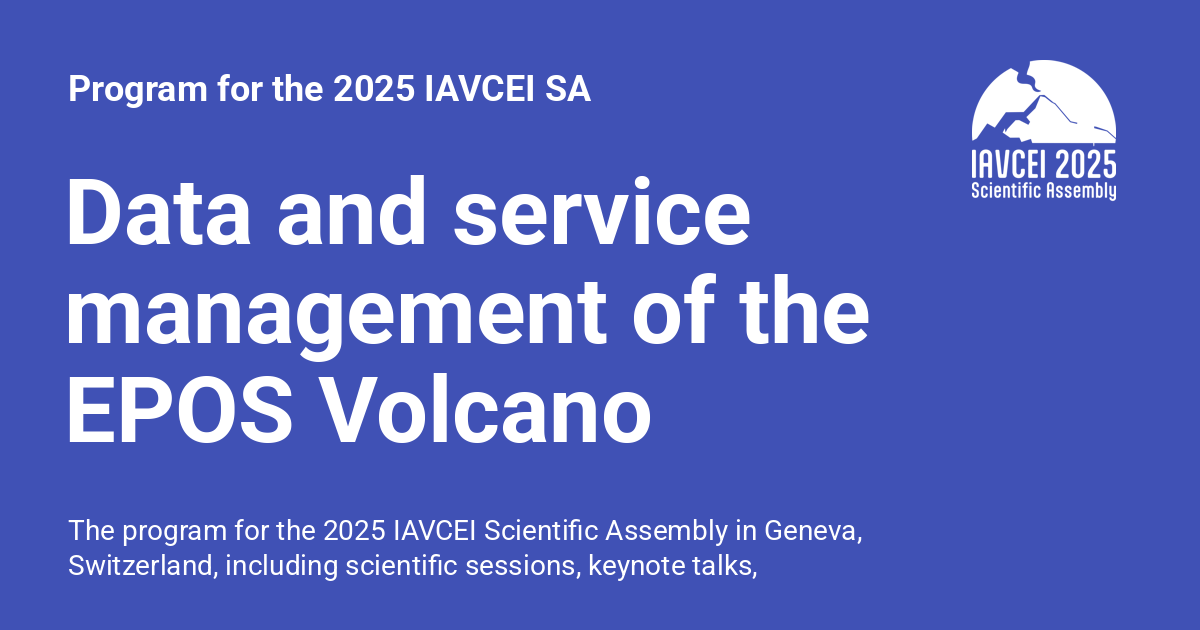 Program for the 2025 IAVCEI SA
IAVCEI 2025
Scientific Assembly
Data and service
management of the
EPOS Volcano
The program for the 2025 IAVCEI Scientific Assembly in Geneva,
Switzerland, including scientific sessions, keynote talks,